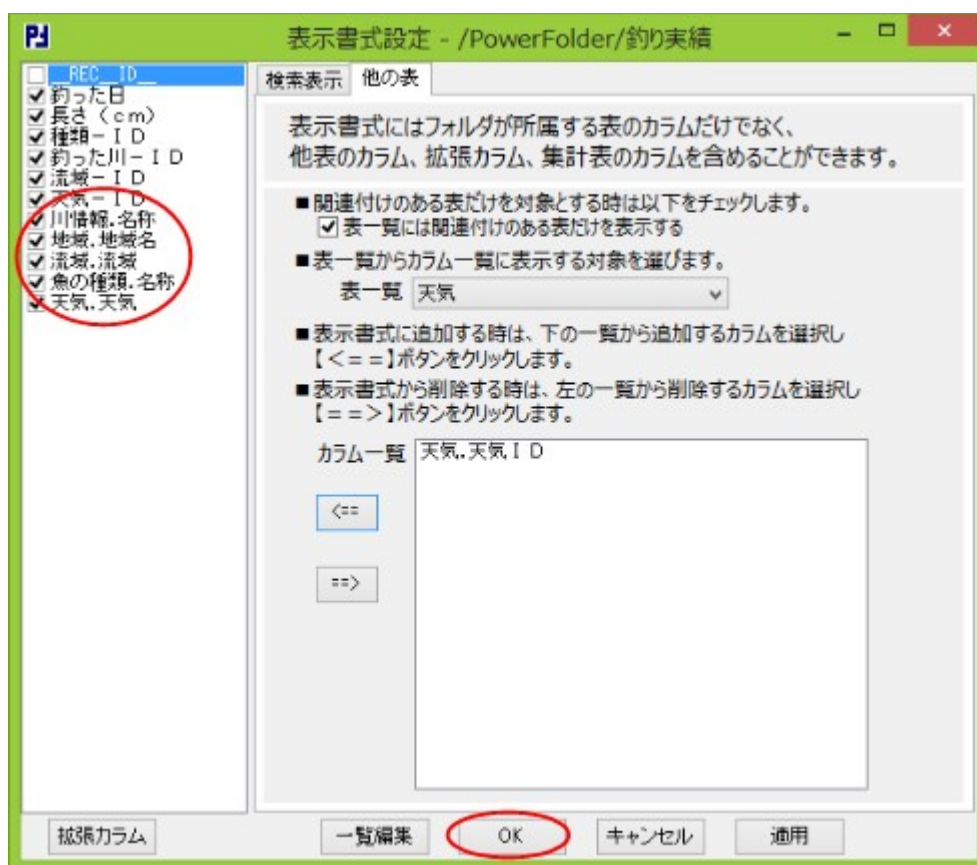 表示書式設定 - /PowerFolder/釣り実績
__REC_ID__
釣った日
長さ（cm）
種類－ＩＤ
釣った川－ＩＤ
流域－ＩＤ
天気－ＩＤ
川情報.名称
地域.地域名
流域.流域
魚の種類.名称
天気.天気
検索表示 他の表
表示書式にはフォルダが所属する表のカラムだけでなく、
他表のカラム、拡張カラム、集計表のカラムを含めることができます。
■関連付けのある表だけを対象とする時は以下をチェックします。
表一覧には関連付けのある表だけを表示する
■表一覧からカラム一覧に表示する対象を選びます。
表一覧 天気
■表示書式に追加する時は、下の一覧から追加するカラムを選択し
【<==】ボタンをクリックします。
■表示書式から削除する時は、左の一覧から削除するカラムを選択し
【==>】ボタンをクリックします。
カラム一覧 天気.天気ＩＤ
<==
==>
拡張カラム 一覧編集 OK キャンセル 適用